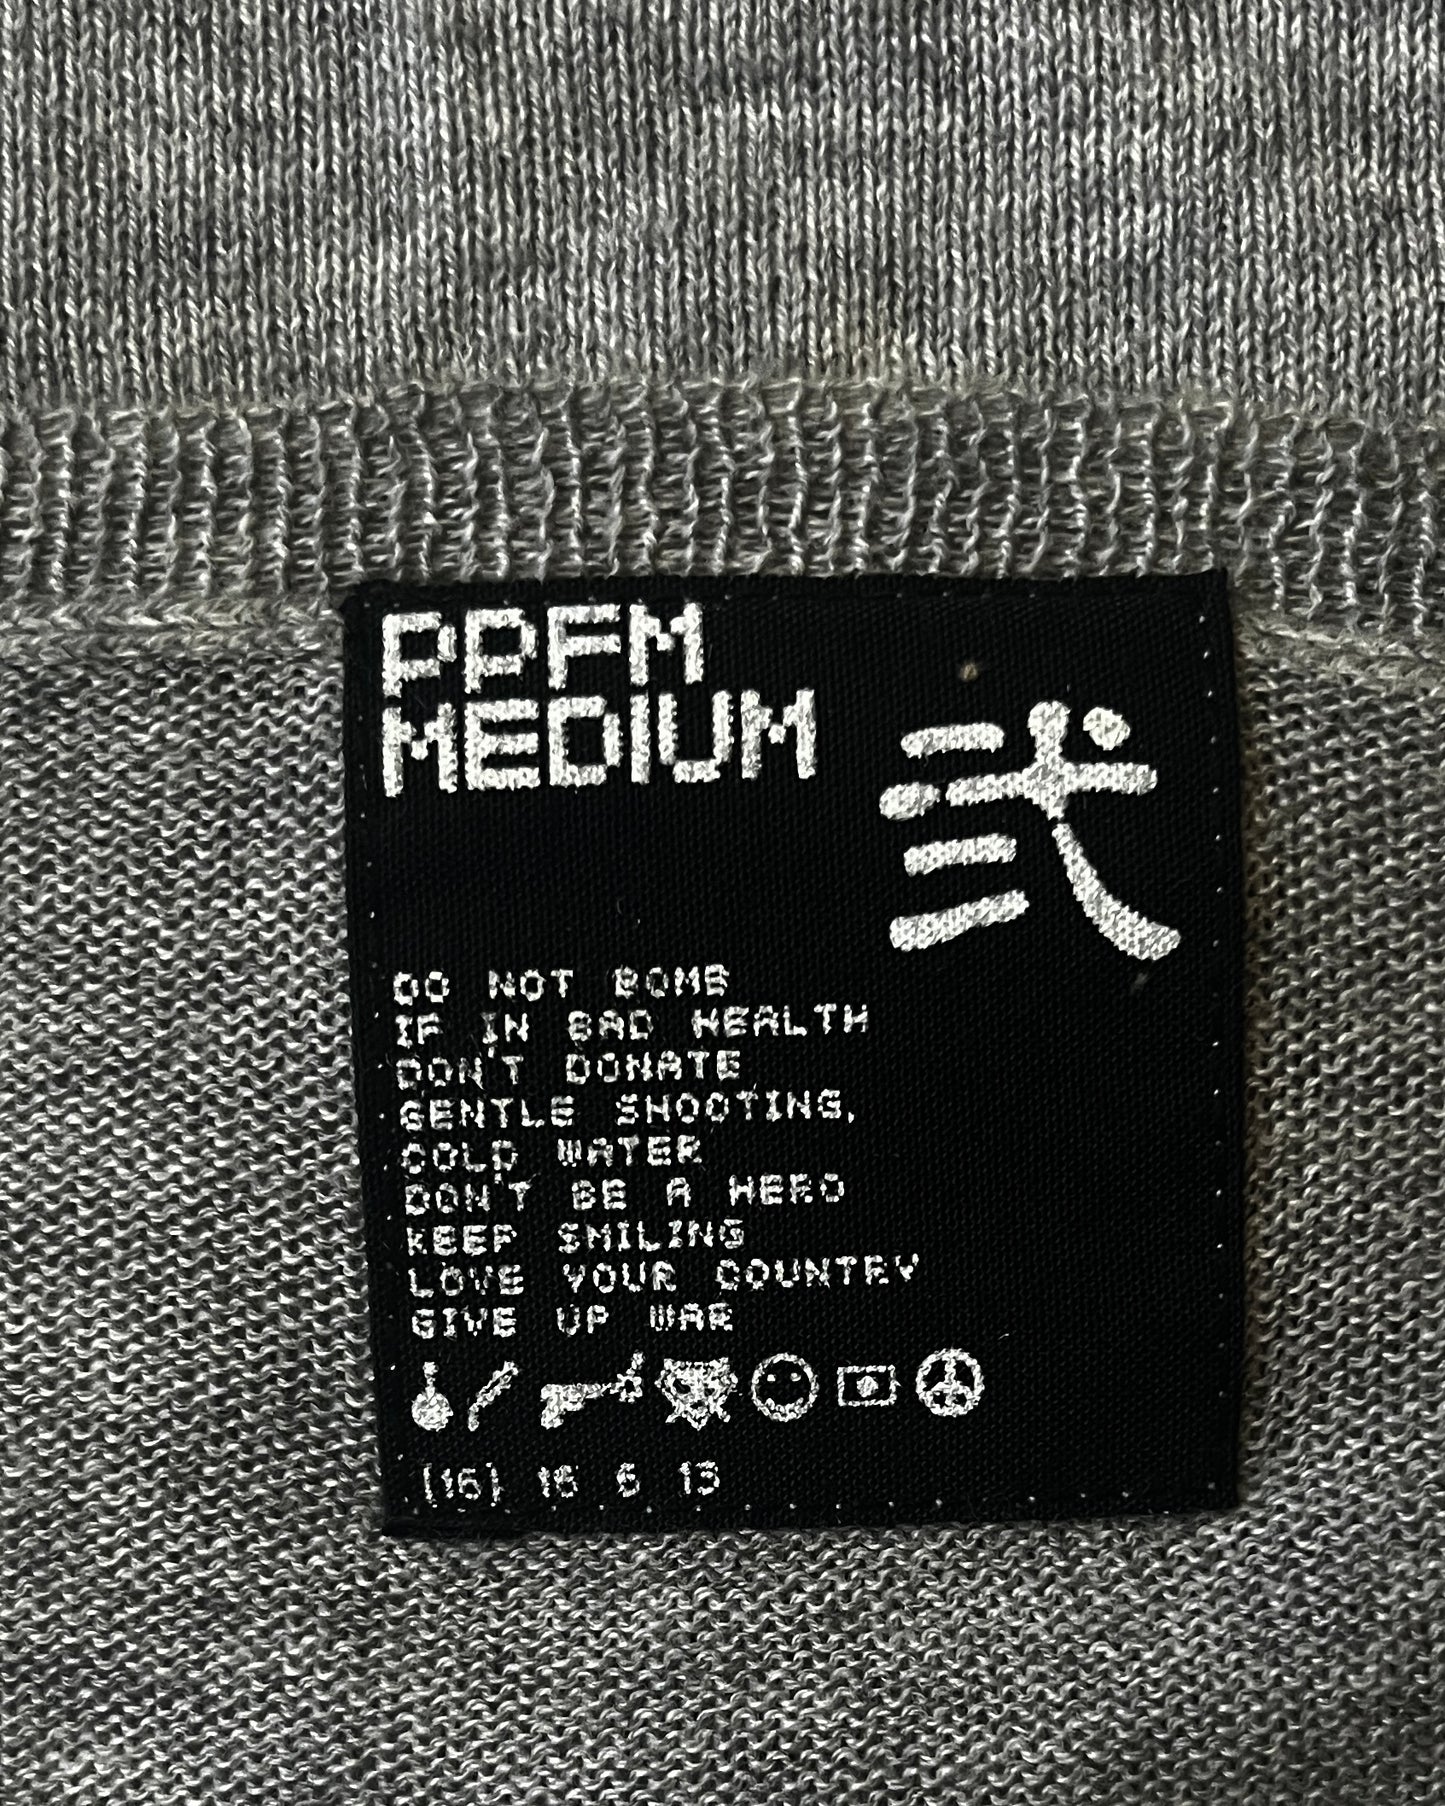 PPFM
MEDIUM
弐
DO NOT BOMB
IF IN BAD HEALTH
DON'T DONATE
GENTLE SHOOTING,
COLD WATER
DON'T BE A HERO
KEEP SMILING
LOVE YOUR COUNTRY
GIVE UP WAR
(16) 16 6 13